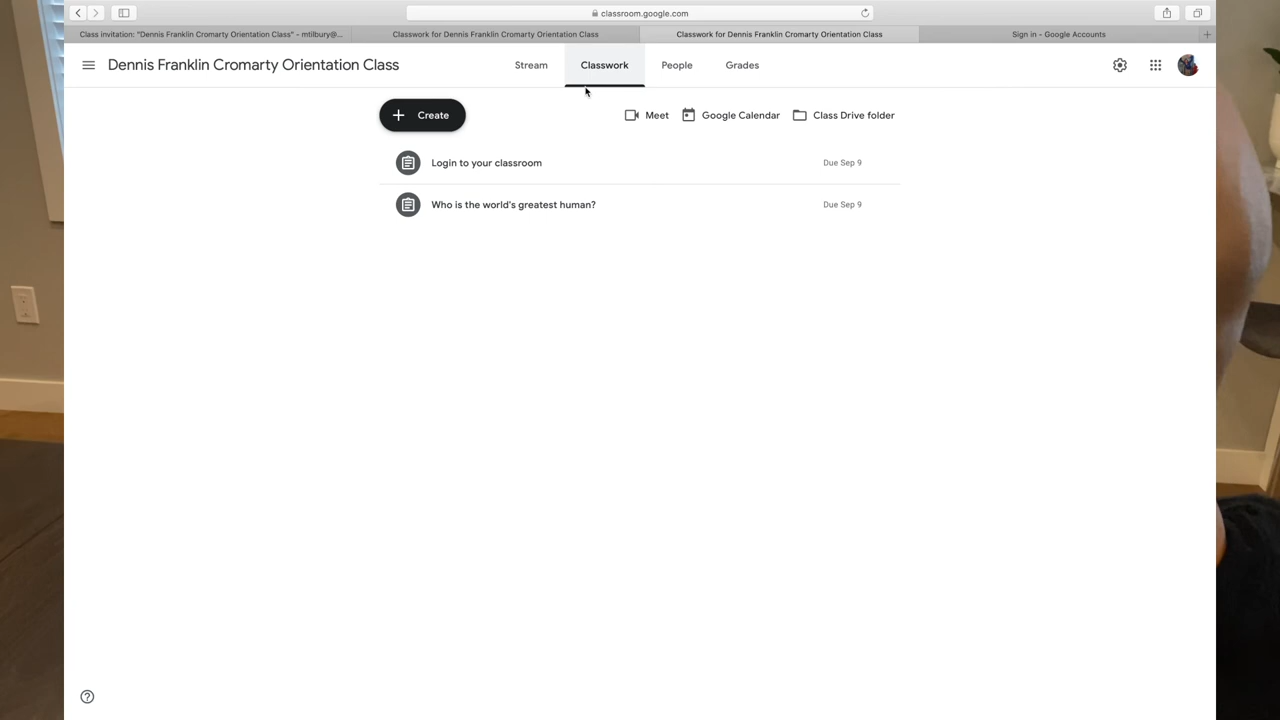 classroom.google.com
Class invitation: "Dennis Franklin Cromarty Orientation Class" - mtilbury@...
Classwork for Dennis Franklin Cromarty Orientation Class
Classwork for Dennis Franklin Cromarty Orientation Class
Sign in - Google Accounts
Dennis Franklin Cromarty Orientation Class
Stream
Classwork
People
Grades
Create
Meet
Google Calendar
Class Drive folder
Login to your classroom
Due Sep 9
Who is the world's greatest human?
Due Sep 9